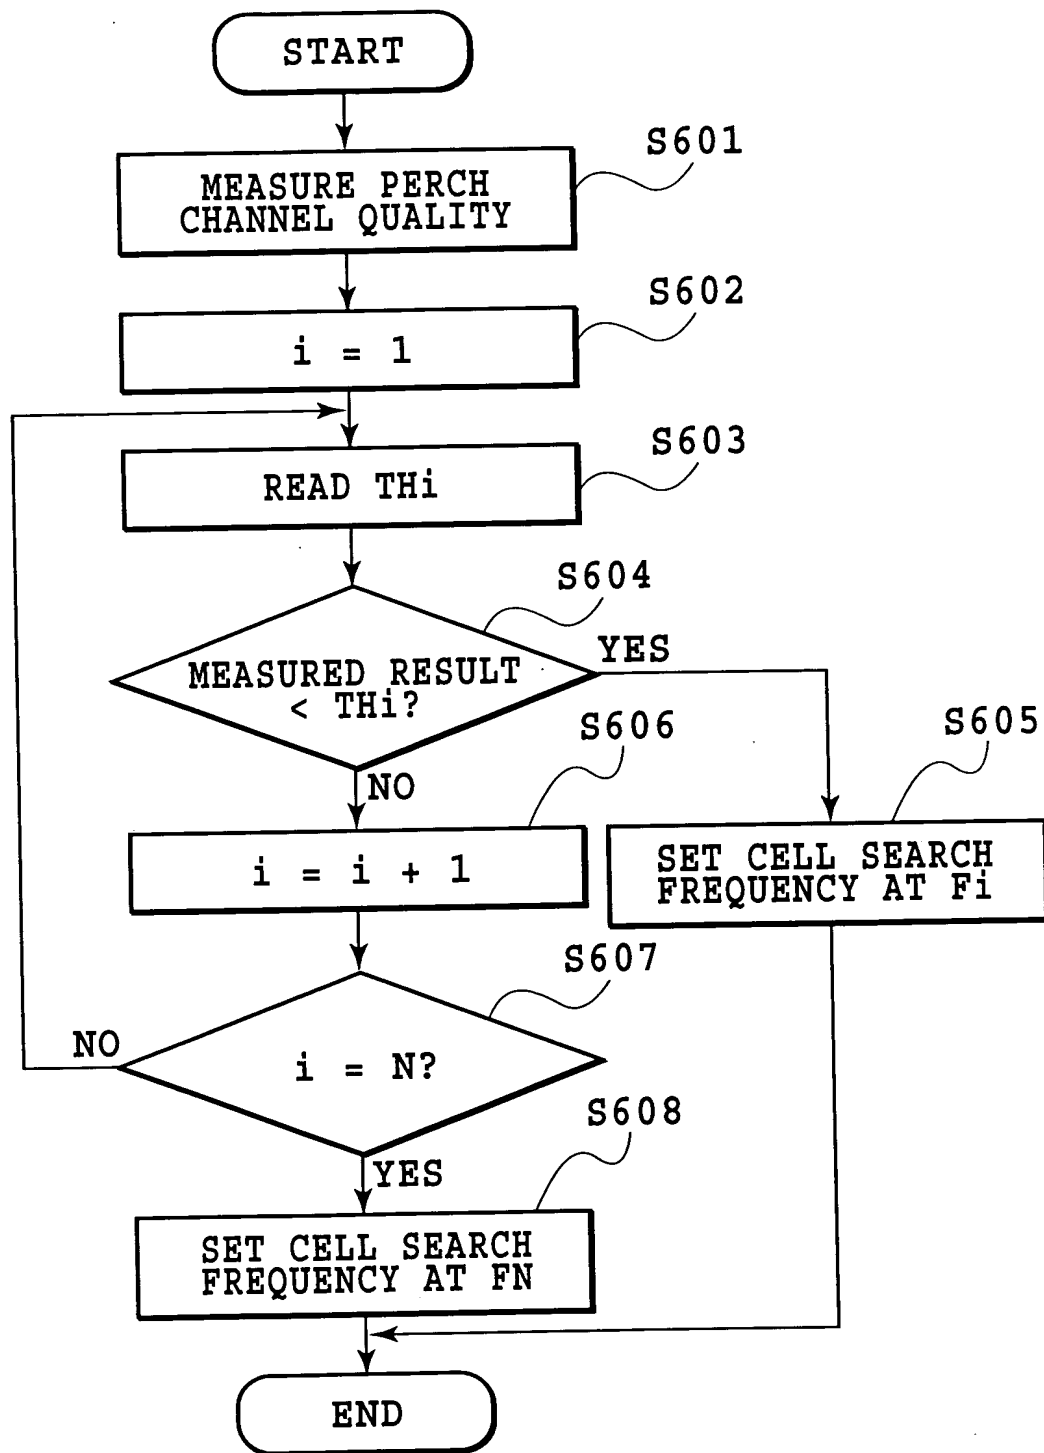 START
S601
MEASURE PERCH
CHANNEL QUALITY
S602
i = 1
S603
READ THi
S604
YES
MEASURED RESULT
< THi?
S606
S605
NO
i = i + 1
SET CELL SEARCH
FREQUENCY AT Fi
S607
NO
i = N?
S608
YES
SET CELL SEARCH
FREQUENCY AT FN
END